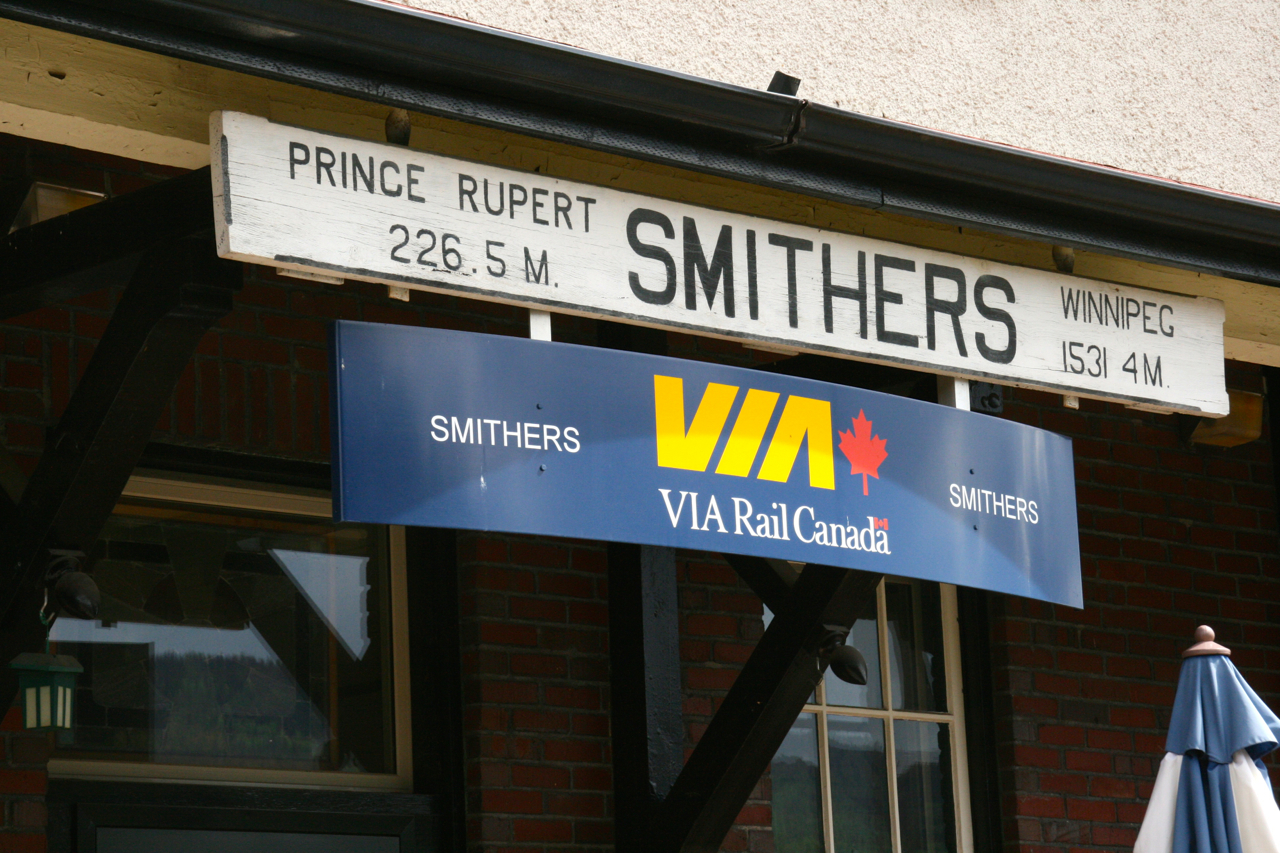 PRINCE RUPERT
226.5 M.
SMITHERS
WINNIPEG
1531 4 M.
SMITHERS
VIA
VIA Rail Canada
SMITHERS